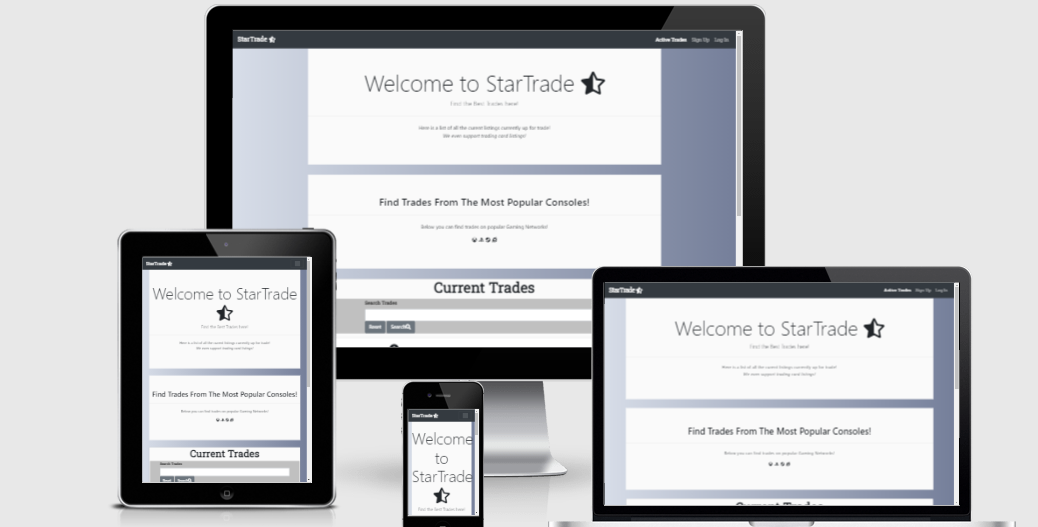 StarTrade
Active Trades Sign Up Log In
Welcome to StarTrade
Find the Best Trades here!
Here is a list of all the current listings currently up for trade!
We even support trading card listings!
Find Trades From The Most Popular Consoles!
Below you can find trades on popular Gaming Networks!
Current Trades
Search Trades
Reset Search
StarTrade
Welcome to StarTrade
Find the Best Trades here!
Here is a list of all the current listings currently up for trade!
We even support trading card listings!
Find Trades From The Most Popular Consoles!
Below you can find trades on popular Gaming Networks!
Current Trades
Search Trades
StarTrade
Welcome
to
StarTrade
Find the Best Trades here!
StarTrade
Active Trades Sign Up Log In
Welcome to StarTrade
Find the Best Trades here!
Here is a list of all the current listings currently up for trade!
We even support trading card listings!
Find Trades From The Most Popular Consoles!
Below you can find trades on popular Gaming Networks!